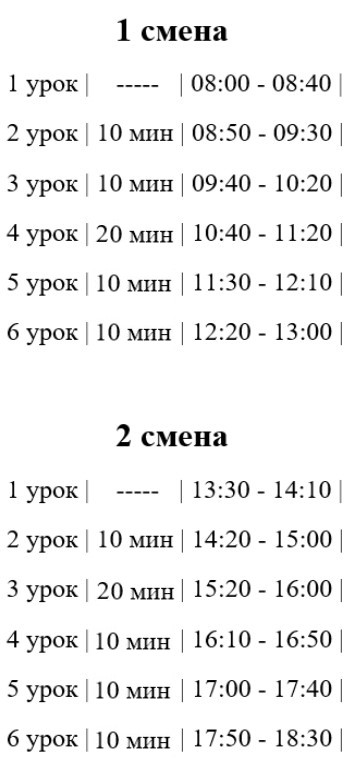 1 смена
1 урок | ----- | 08:00 - 08:40 |
2 урок | 10 мин | 08:50 - 09:30 |
3 урок | 10 мин | 09:40 - 10:20 |
4 урок | 20 мин | 10:40 - 11:20 |
5 урок | 10 мин | 11:30 - 12:10 |
6 урок | 10 мин | 12:20 - 13:00 |
2 смена
1 урок | ----- | 13:30 - 14:10 |
2 урок | 10 мин | 14:20 - 15:00 |
3 урок | 20 мин | 15:20 - 16:00 |
4 урок | 10 мин | 16:10 - 16:50 |
5 урок | 10 мин | 17:00 - 17:40 |
6 урок | 10 мин | 17:50 - 18:30 |